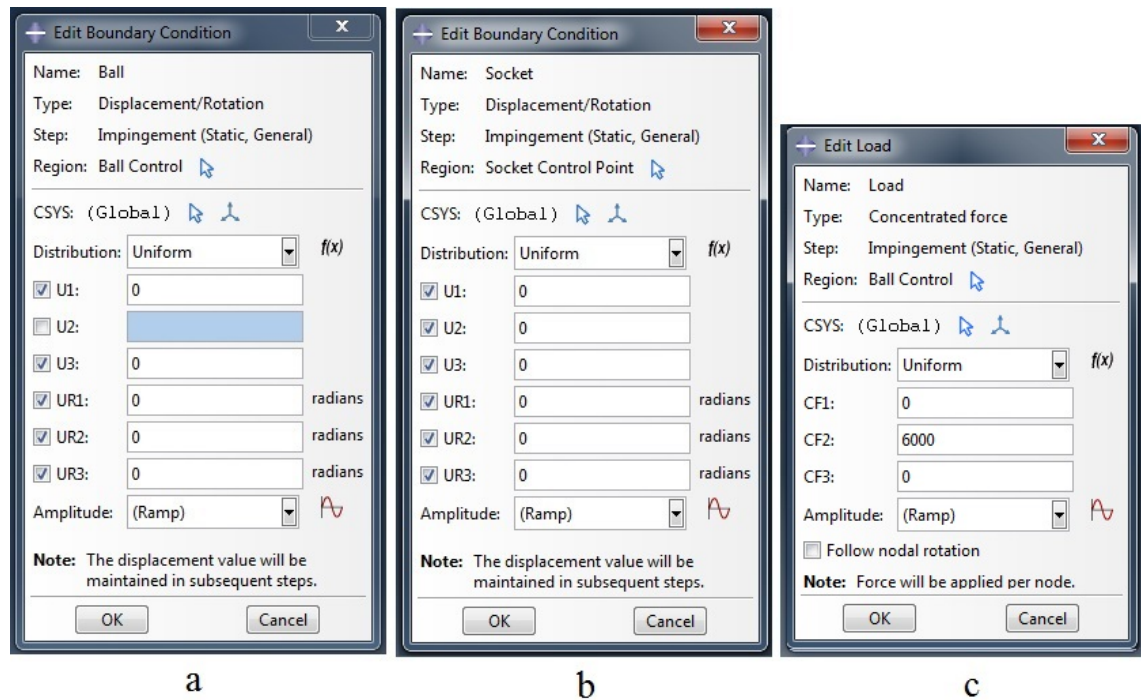 Edit Boundary Condition
Name: Ball
Type: Displacement/Rotation
Step: Impingement (Static, General)
Region: Ball Control
CSYS: (Global)
Distribution: Uniform f(x)
U1: 0
U2:
U3: 0
UR1: 0 radians
UR2: 0 radians
UR3: 0 radians
Amplitude: (Ramp)
Note: The displacement value will be
maintained in subsequent steps.
OK Cancel
a
Edit Boundary Condition
Name: Socket
Type: Displacement/Rotation
Step: Impingement (Static, General)
Region: Socket Control Point
CSYS: (Global)
Distribution: Uniform f(x)
U1: 0
U2: 0
U3: 0
UR1: 0 radians
UR2: 0 radians
UR3: 0 radians
Amplitude: (Ramp)
Note: The displacement value will be
maintained in subsequent steps.
OK Cancel
b
Edit Load
Name: Load
Type: Concentrated force
Step: Impingement (Static, General)
Region: Ball Control
CSYS: (Global)
Distribution: Uniform f(x)
CF1: 0
CF2: 6000
CF3: 0
Amplitude: (Ramp)
Follow nodal rotation
Note: Force will be applied per node.
OK Cancel
c